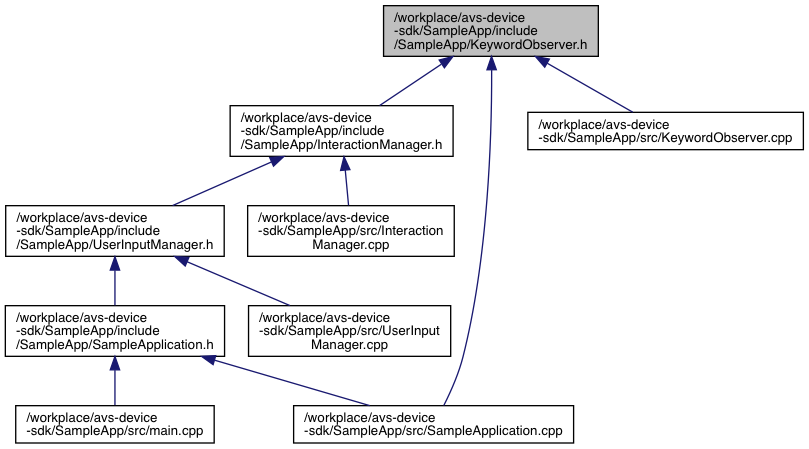 /workplace/avs-device
-sdk/SampleApp/include
/SampleApp/KeywordObserver.h
/workplace/avs-device
-sdk/SampleApp/include
/SampleApp/InteractionManager.h
/workplace/avs-device
-sdk/SampleApp/src/KeywordObserver.cpp
/workplace/avs-device
-sdk/SampleApp/include
/SampleApp/UserInputManager.h
/workplace/avs-device
-sdk/SampleApp/src/Interaction
Manager.cpp
/workplace/avs-device
-sdk/SampleApp/include
/SampleApp/SampleApplication.h
/workplace/avs-device
-sdk/SampleApp/src/UserInput
Manager.cpp
/workplace/avs-device
-sdk/SampleApp/src/main.cpp
/workplace/avs-device
-sdk/SampleApp/src/SampleApplication.cpp